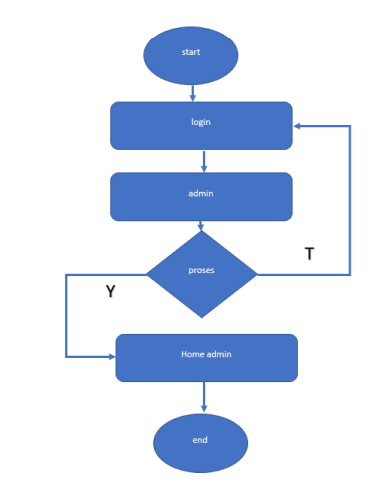 start
login
admin
proses
T
Y
Home admin
end